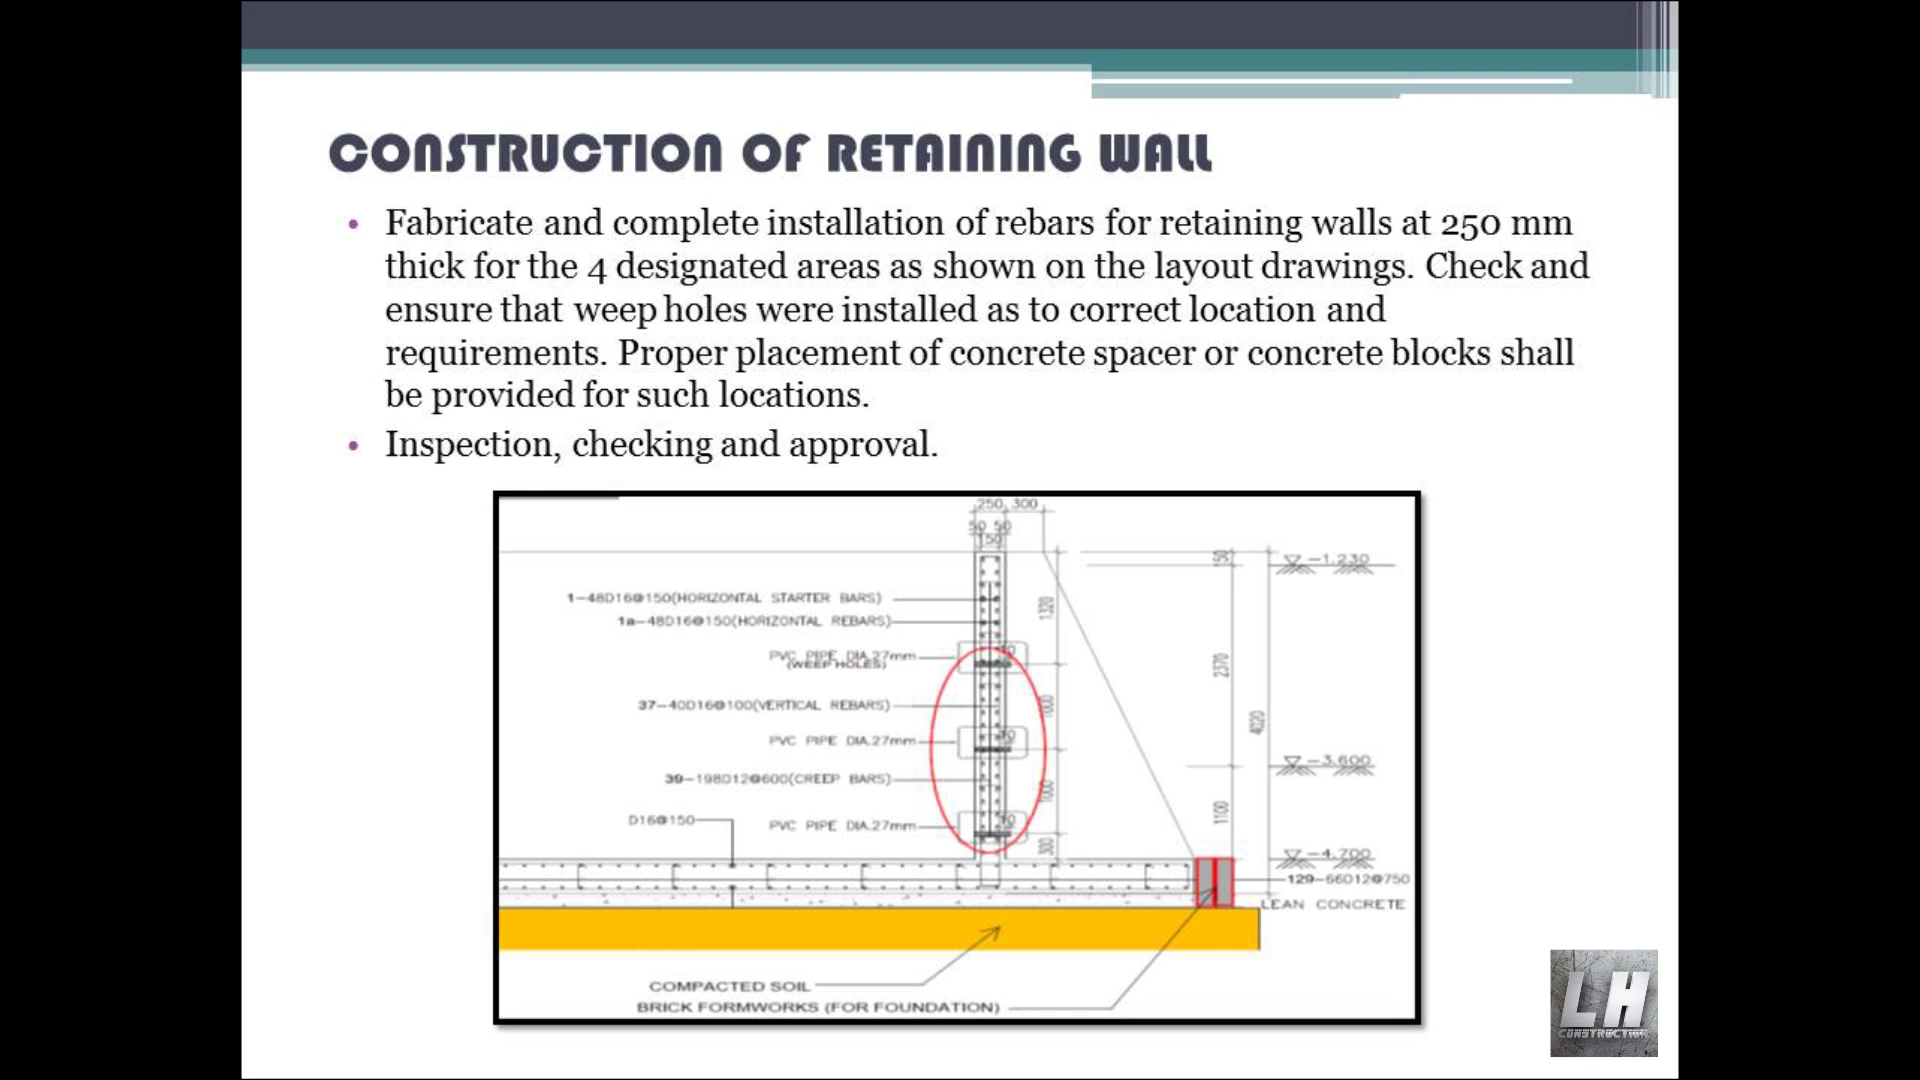 CONSTRUCTION OF RETAINING WALL
• Fabricate and complete installation of rebars for retaining walls at 250 mm
thick for the 4 designated areas as shown on the layout drawings. Check and
ensure that weep holes were installed as to correct location and
requirements. Proper placement of concrete spacer or concrete blocks shall
be provided for such locations.
• Inspection, checking and approval.
250 300
50 50
150
150
-1.230
1-48D16@150(HORIZONTAL STARTER BARS)
1320
1a-48D16@150(HORIZONTAL REBARS)
PVC PIPE DIA.27mm
(WEEP HOLES)
2370
37-40D16@100(VERTICAL REBARS)
1000
4020
PVC PIPE DIA.27mm
-3.600
39-198D12@600(CREEP BARS)
1000
1100
D16@150
PVC PIPE DIA.27mm
300
-4.700
129-66D12@750
LEAN CONCRETE
COMPACTED SOIL
BRICK FORMWORKS (FOR FOUNDATION)
LH
CONSTRUCTION